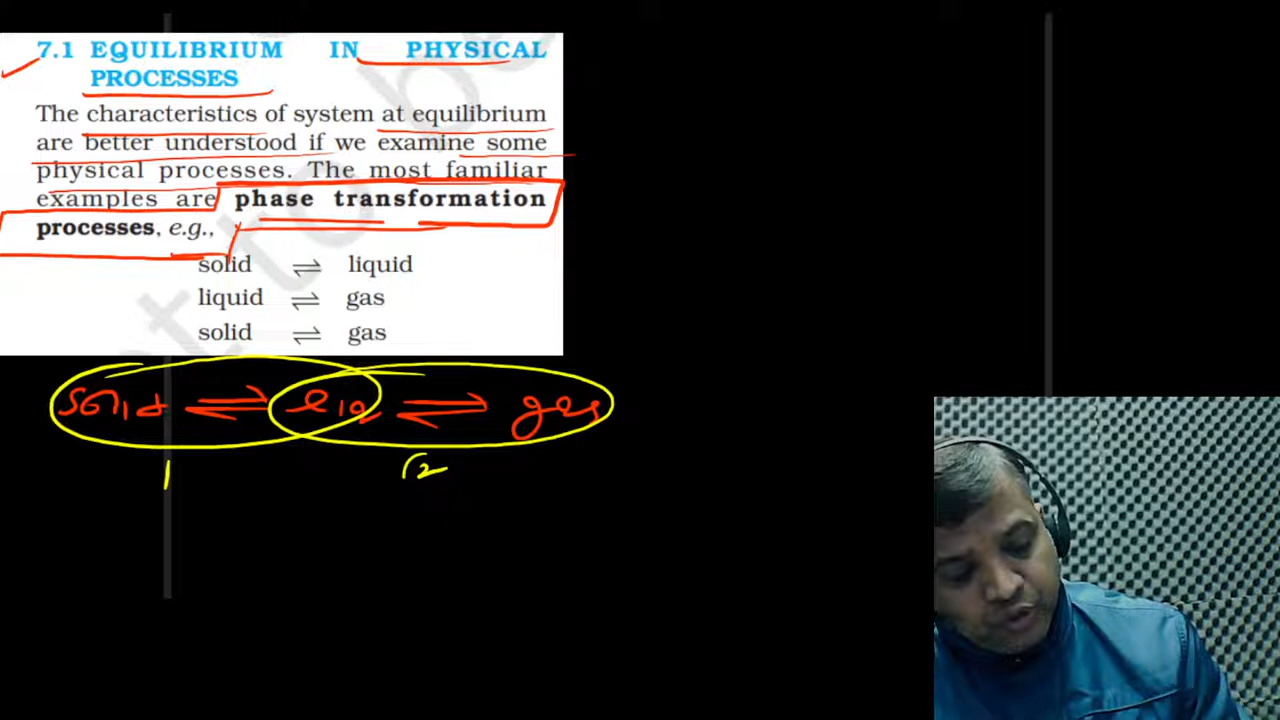 7.1 EQUILIBRIUM IN PHYSICAL
PROCESSES
The characteristics of system at equilibrium
are better understood if we examine some
physical processes. The most familiar
examples are phase transformation
processes, e.g.,
solid ⇌ liquid
liquid ⇌ gas
solid ⇌ gas
solid ⇌ liq ⇌ gas
1 2